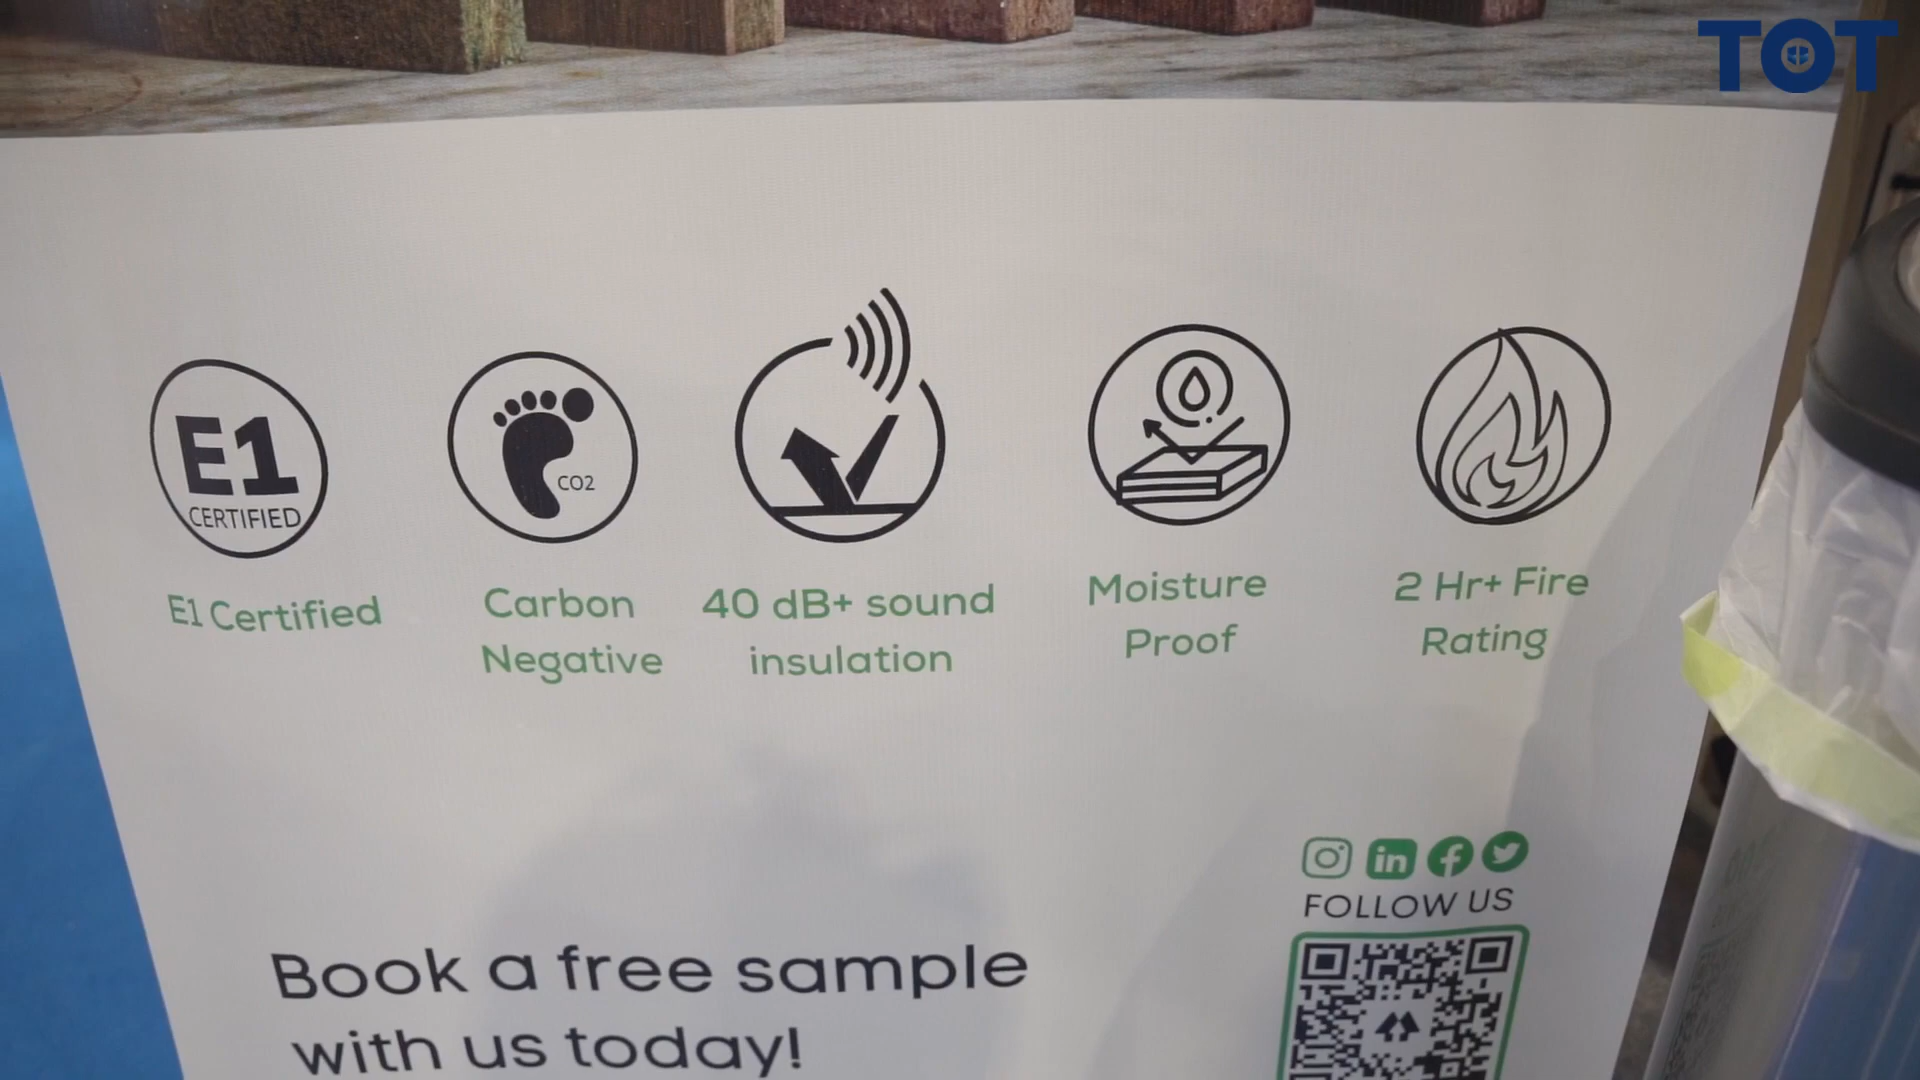 TOT
E1
CERTIFIED
CO2
E1 Certified
Carbon
Negative
40 dB+ sound
insulation
Moisture
Proof
2 Hr+ Fire
Rating
in
FOLLOW US
Book a free sample
with us today!